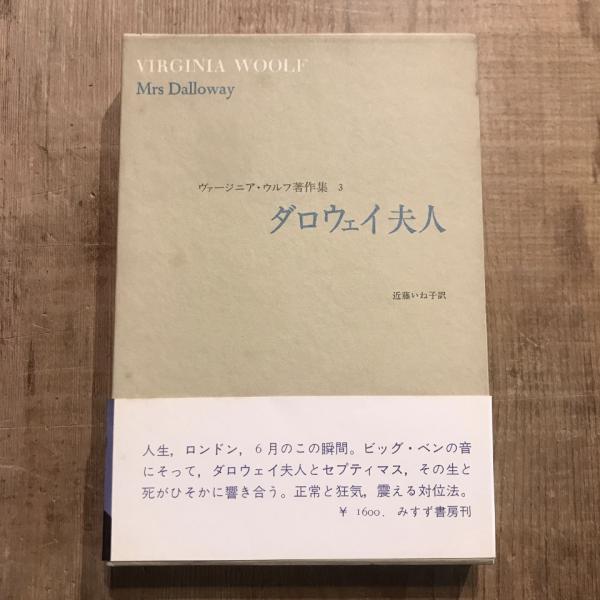 VIRGINIA WOOLF
Mrs Dalloway
ヴァージニア・ウルフ著作集 3
ダロウェイ夫人
近藤いね子訳
人生，ロンドン，６月のこの瞬間。ビッグ・ベンの音
にそって，ダロウェイ夫人とセプティマス，その生と
死がひそかに響き合う。正常と狂気，震える対位法。
￥ 1600． みすず書房刊